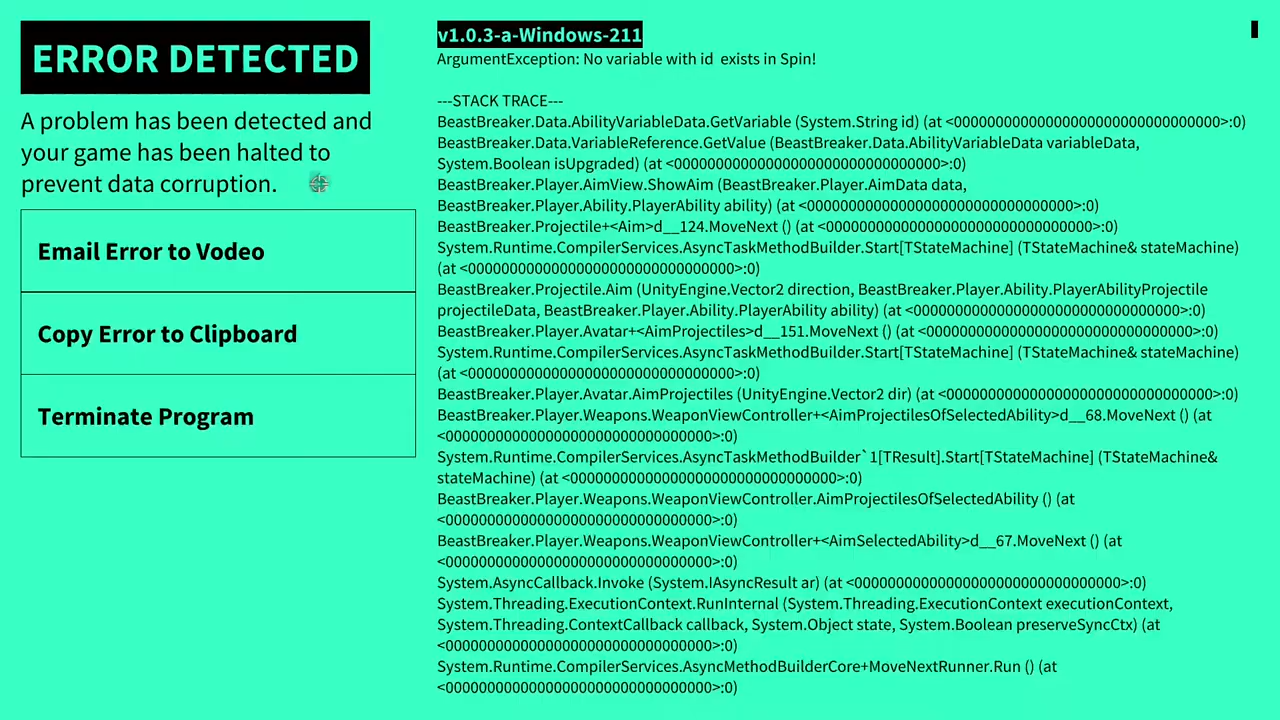 ERROR DETECTED
A problem has been detected and
your game has been halted to
prevent data corruption.
Email Error to Vodeo
Copy Error to Clipboard
Terminate Program
v1.0.3-a-Windows-211
ArgumentException: No variable with id  exists in Spin!
---STACK TRACE---
BeastBreaker.Data.AbilityVariableData.GetVariable (System.String id) (at <00000000000000000000000000000000>:0)
BeastBreaker.Data.VariableReference.GetValue (BeastBreaker.Data.AbilityVariableData variableData,
System.Boolean isUpgraded) (at <00000000000000000000000000000000>:0)
BeastBreaker.Player.AimView.ShowAim (BeastBreaker.Player.AimData data,
BeastBreaker.Player.Ability.PlayerAbility ability) (at <00000000000000000000000000000000>:0)
BeastBreaker.Projectile+<Aim>d__124.MoveNext () (at <00000000000000000000000000000000>:0)
System.Runtime.CompilerServices.AsyncTaskMethodBuilder.Start[TStateMachine] (TStateMachine& stateMachine)
(at <00000000000000000000000000000000>:0)
BeastBreaker.Projectile.Aim (UnityEngine.Vector2 direction, BeastBreaker.Player.Ability.PlayerAbilityProjectile
projectileData, BeastBreaker.Player.Ability.PlayerAbility ability) (at <00000000000000000000000000000000>:0)
BeastBreaker.Player.Avatar+<AimProjectiles>d__151.MoveNext () (at <00000000000000000000000000000000>:0)
System.Runtime.CompilerServices.AsyncTaskMethodBuilder.Start[TStateMachine] (TStateMachine& stateMachine)
(at <00000000000000000000000000000000>:0)
BeastBreaker.Player.Avatar.AimProjectiles (UnityEngine.Vector2 dir) (at <00000000000000000000000000000000>:0)
BeastBreaker.Player.Weapons.WeaponViewController+<AimProjectilesOfSelectedAbility>d__68.MoveNext () (at
<00000000000000000000000000000000>:0)
System.Runtime.CompilerServices.AsyncTaskMethodBuilder`1[TResult].Start[TStateMachine] (TStateMachine&
stateMachine) (at <00000000000000000000000000000000>:0)
BeastBreaker.Player.Weapons.WeaponViewController.AimProjectilesOfSelectedAbility () (at
<00000000000000000000000000000000>:0)
BeastBreaker.Player.Weapons.WeaponViewController+<AimSelectedAbility>d__67.MoveNext () (at
<00000000000000000000000000000000>:0)
System.AsyncCallback.Invoke (System.IAsyncResult ar) (at <00000000000000000000000000000000>:0)
System.Threading.ExecutionContext.RunInternal (System.Threading.ExecutionContext executionContext,
System.Threading.ContextCallback callback, System.Object state, System.Boolean preserveSyncCtx) (at
<00000000000000000000000000000000>:0)
System.Runtime.CompilerServices.AsyncMethodBuilderCore+MoveNextRunner.Run () (at
<00000000000000000000000000000000>:0)